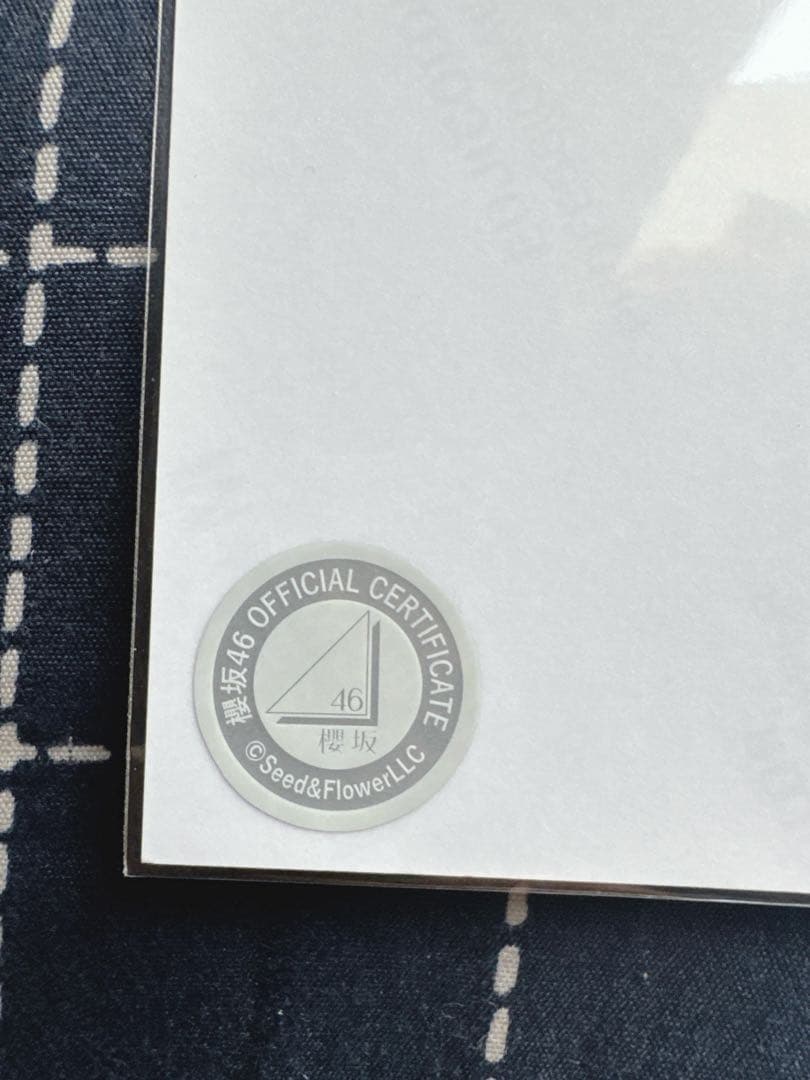 櫻坂46 OFFICIAL CERTIFICATE
46
櫻坂
©Seed&FlowerLLC